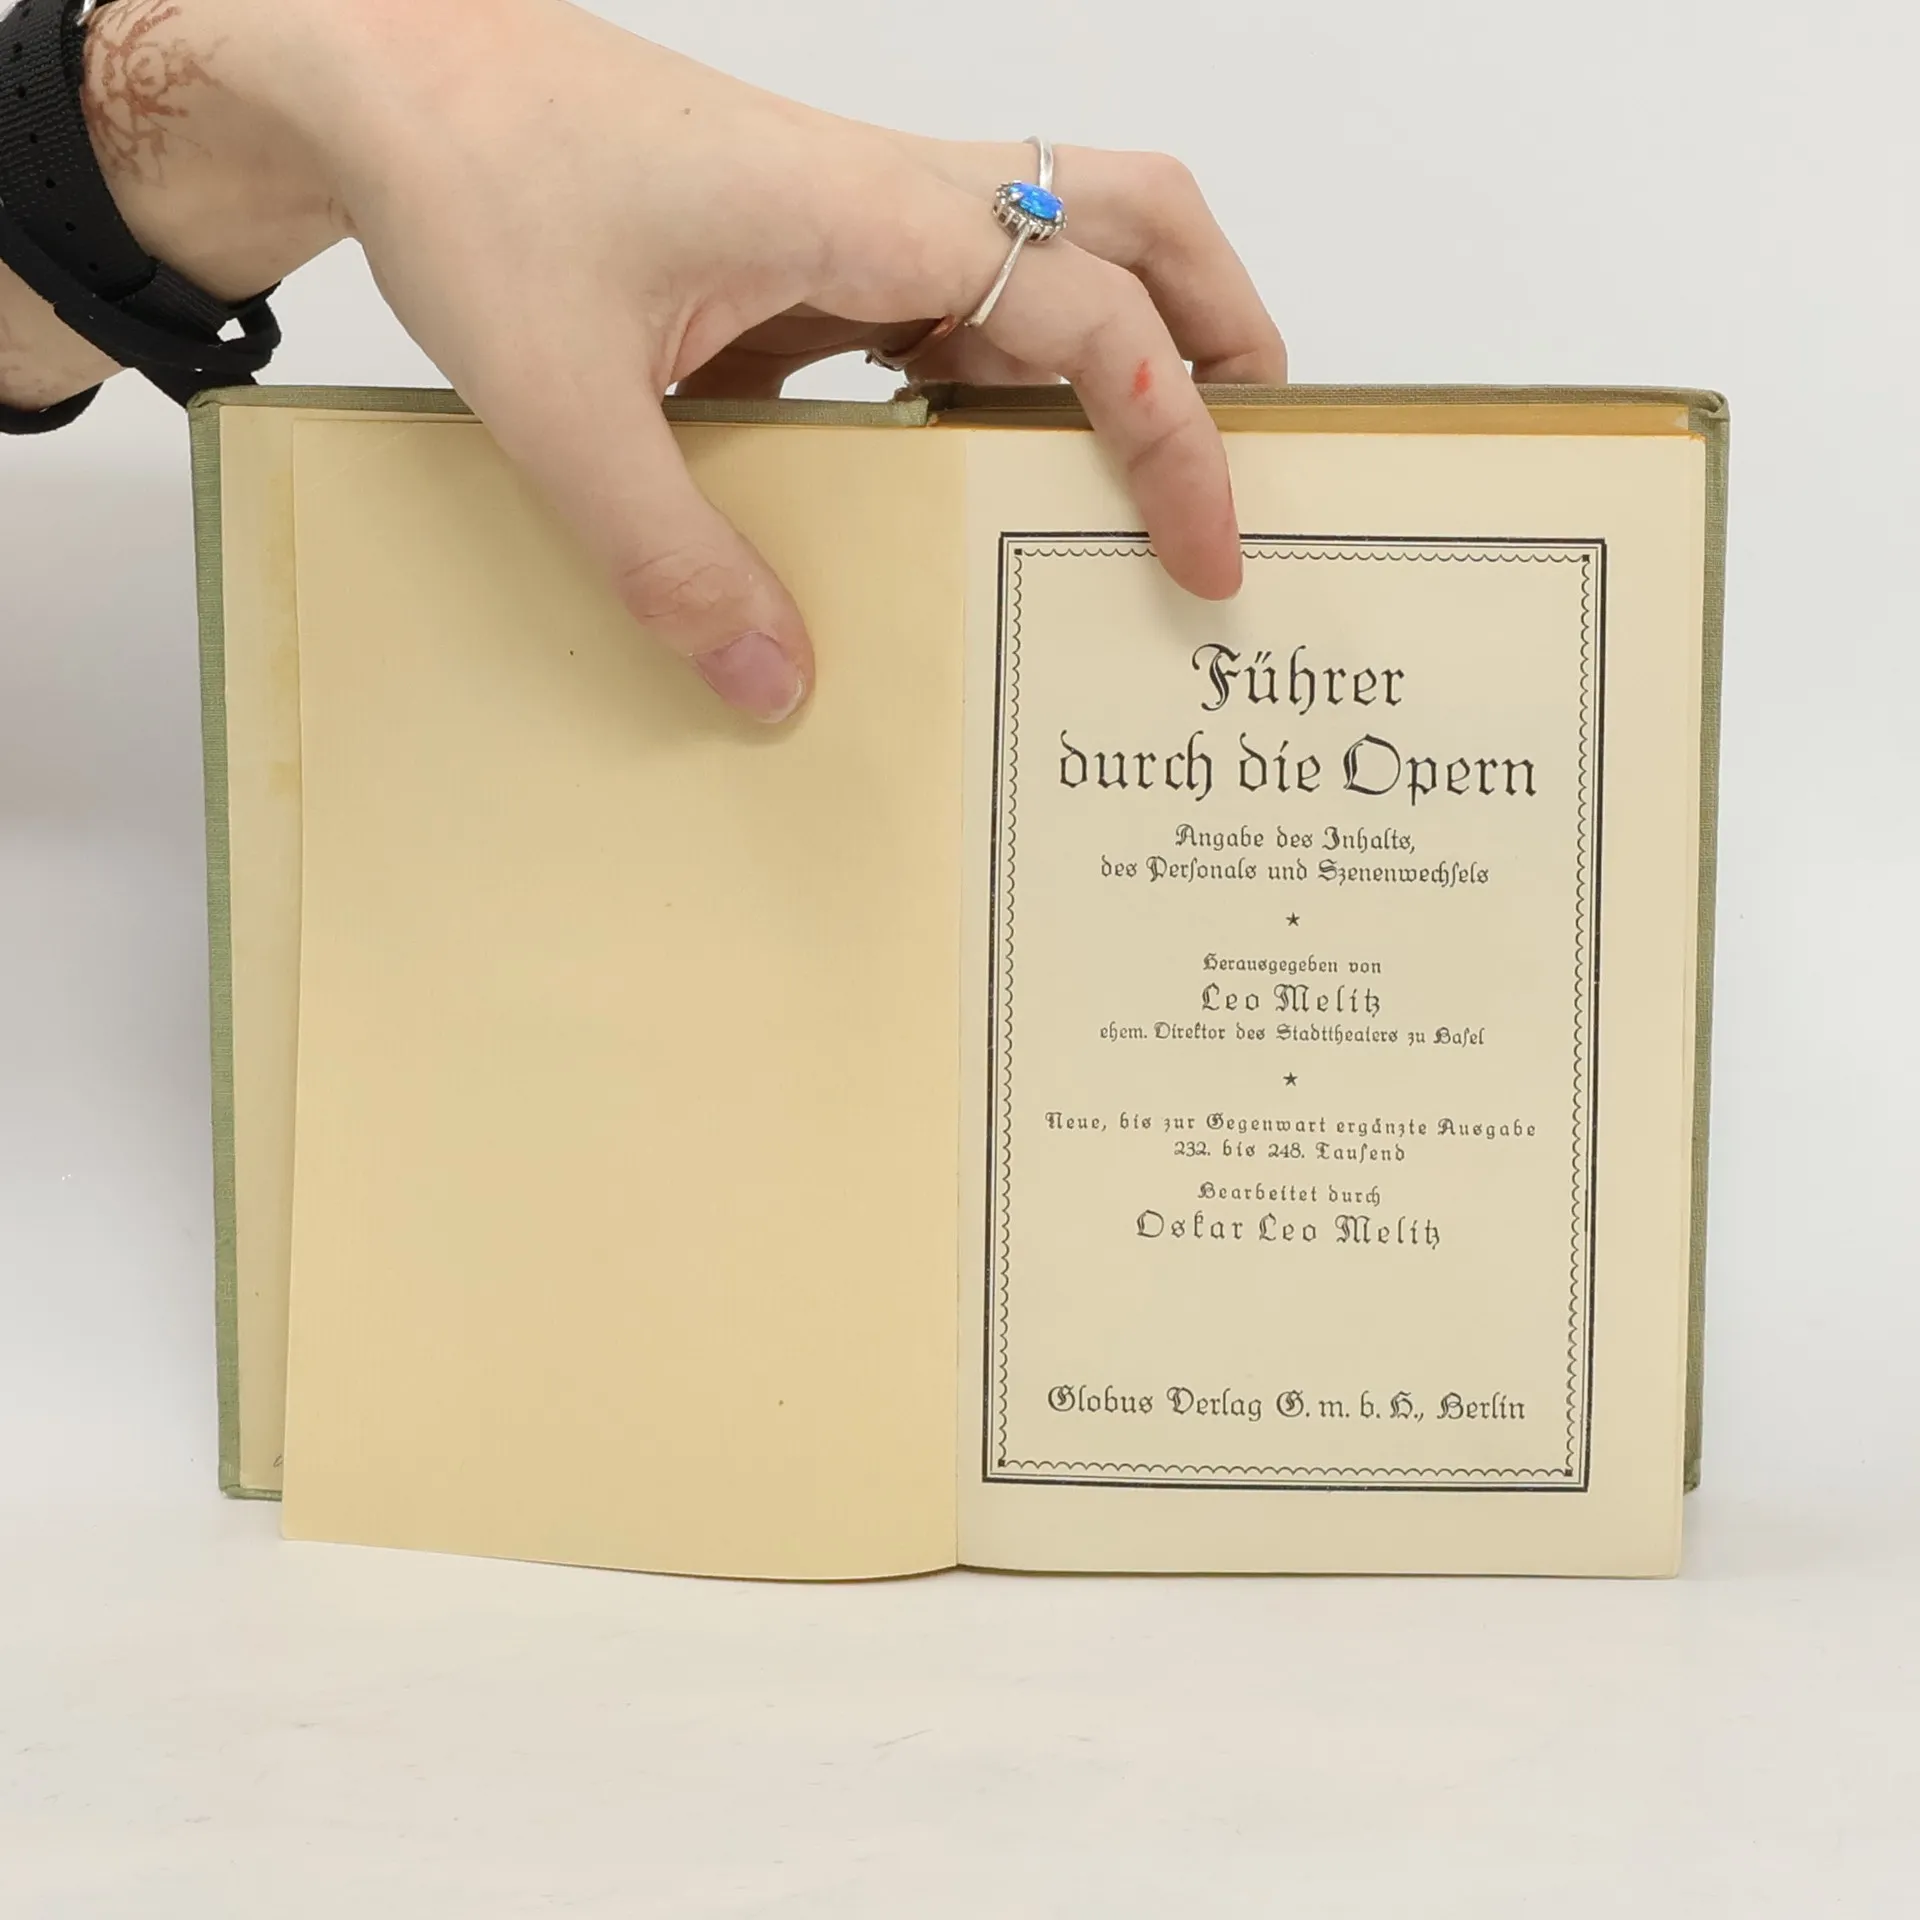 Führer
durch die Opern
Angabe des Inhalts,
des Perſonals und Szenenwechſels
★
Herausgegeben von
Leo Melitz
ehem. Direktor des Stadttheaters zu Baſel
★
Neue, bis zur Gegenwart ergänzte Ausgabe
232. bis 248. Tauſend
Bearbeitet durch
Oskar Leo Melitz
Globus Verlag G. m. b. H., Berlin